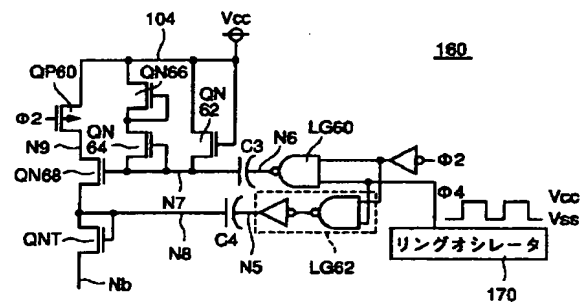 Vcc
104
160
QP60
QN66
QN
62
LG60
Φ2
N9
QN
64
C3
N6
Φ2
QN68
Φ4
N7
Vcc
Vss
QNT
N8
C4
N5
LG62
リングオシレータ
Nb
170